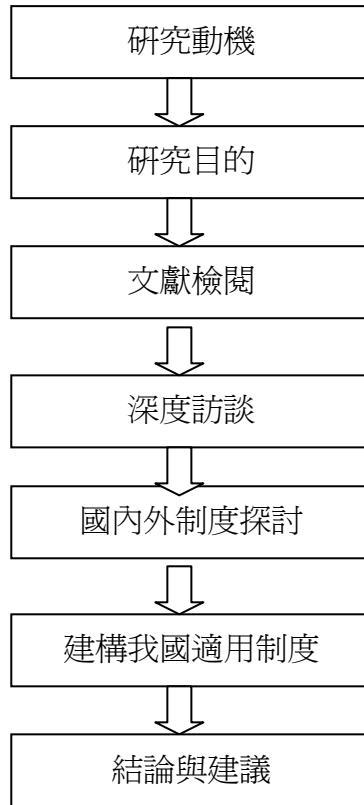 研究動機
研究目的
文獻檢閱
深度訪談
國內外制度探討
建構我國適用制度
結論與建議